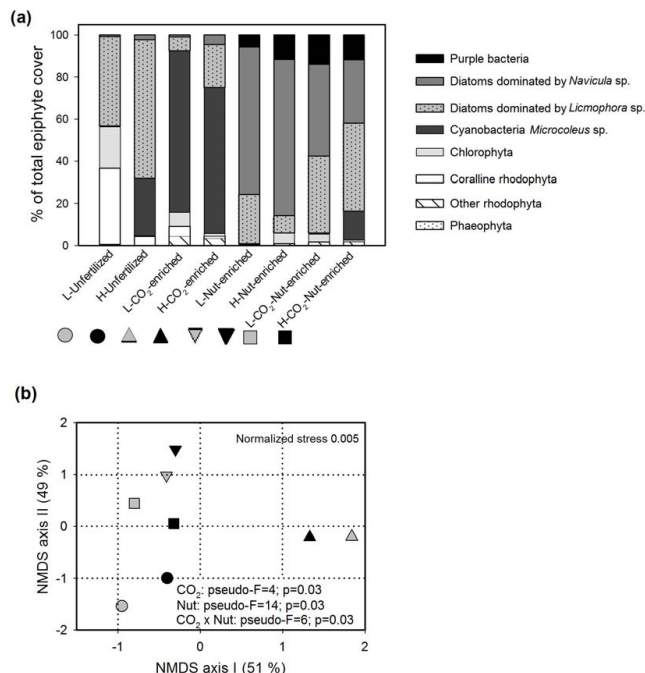 (a)
100
80
60
40
20
0
% of total epiphyte cover
L-Unfertilized
H-Unfertilized
L-CO₂-enriched
H-CO₂-enriched
L-Nut-enriched
H-Nut-enriched
L-CO₂-Nut-enriched
H-CO₂-Nut-enriched
Purple bacteria
Diatoms dominated by Navicula sp.
Diatoms dominated by Licmophora sp.
Cyanobacteria Microcoleus sp.
Chlorophyta
Coralline rhodophyta
Other rhodophyta
Phaeophyta
(b)
2
1
0
-1
-2
NMDS axis II (49 %)
Normalized stress 0.005
CO₂: pseudo-F=4; p=0.03
Nut: pseudo-F=14; p=0.03
CO₂ x Nut: pseudo-F=6; p=0.03
-1 0 1 2
NMDS axis I (51 %)